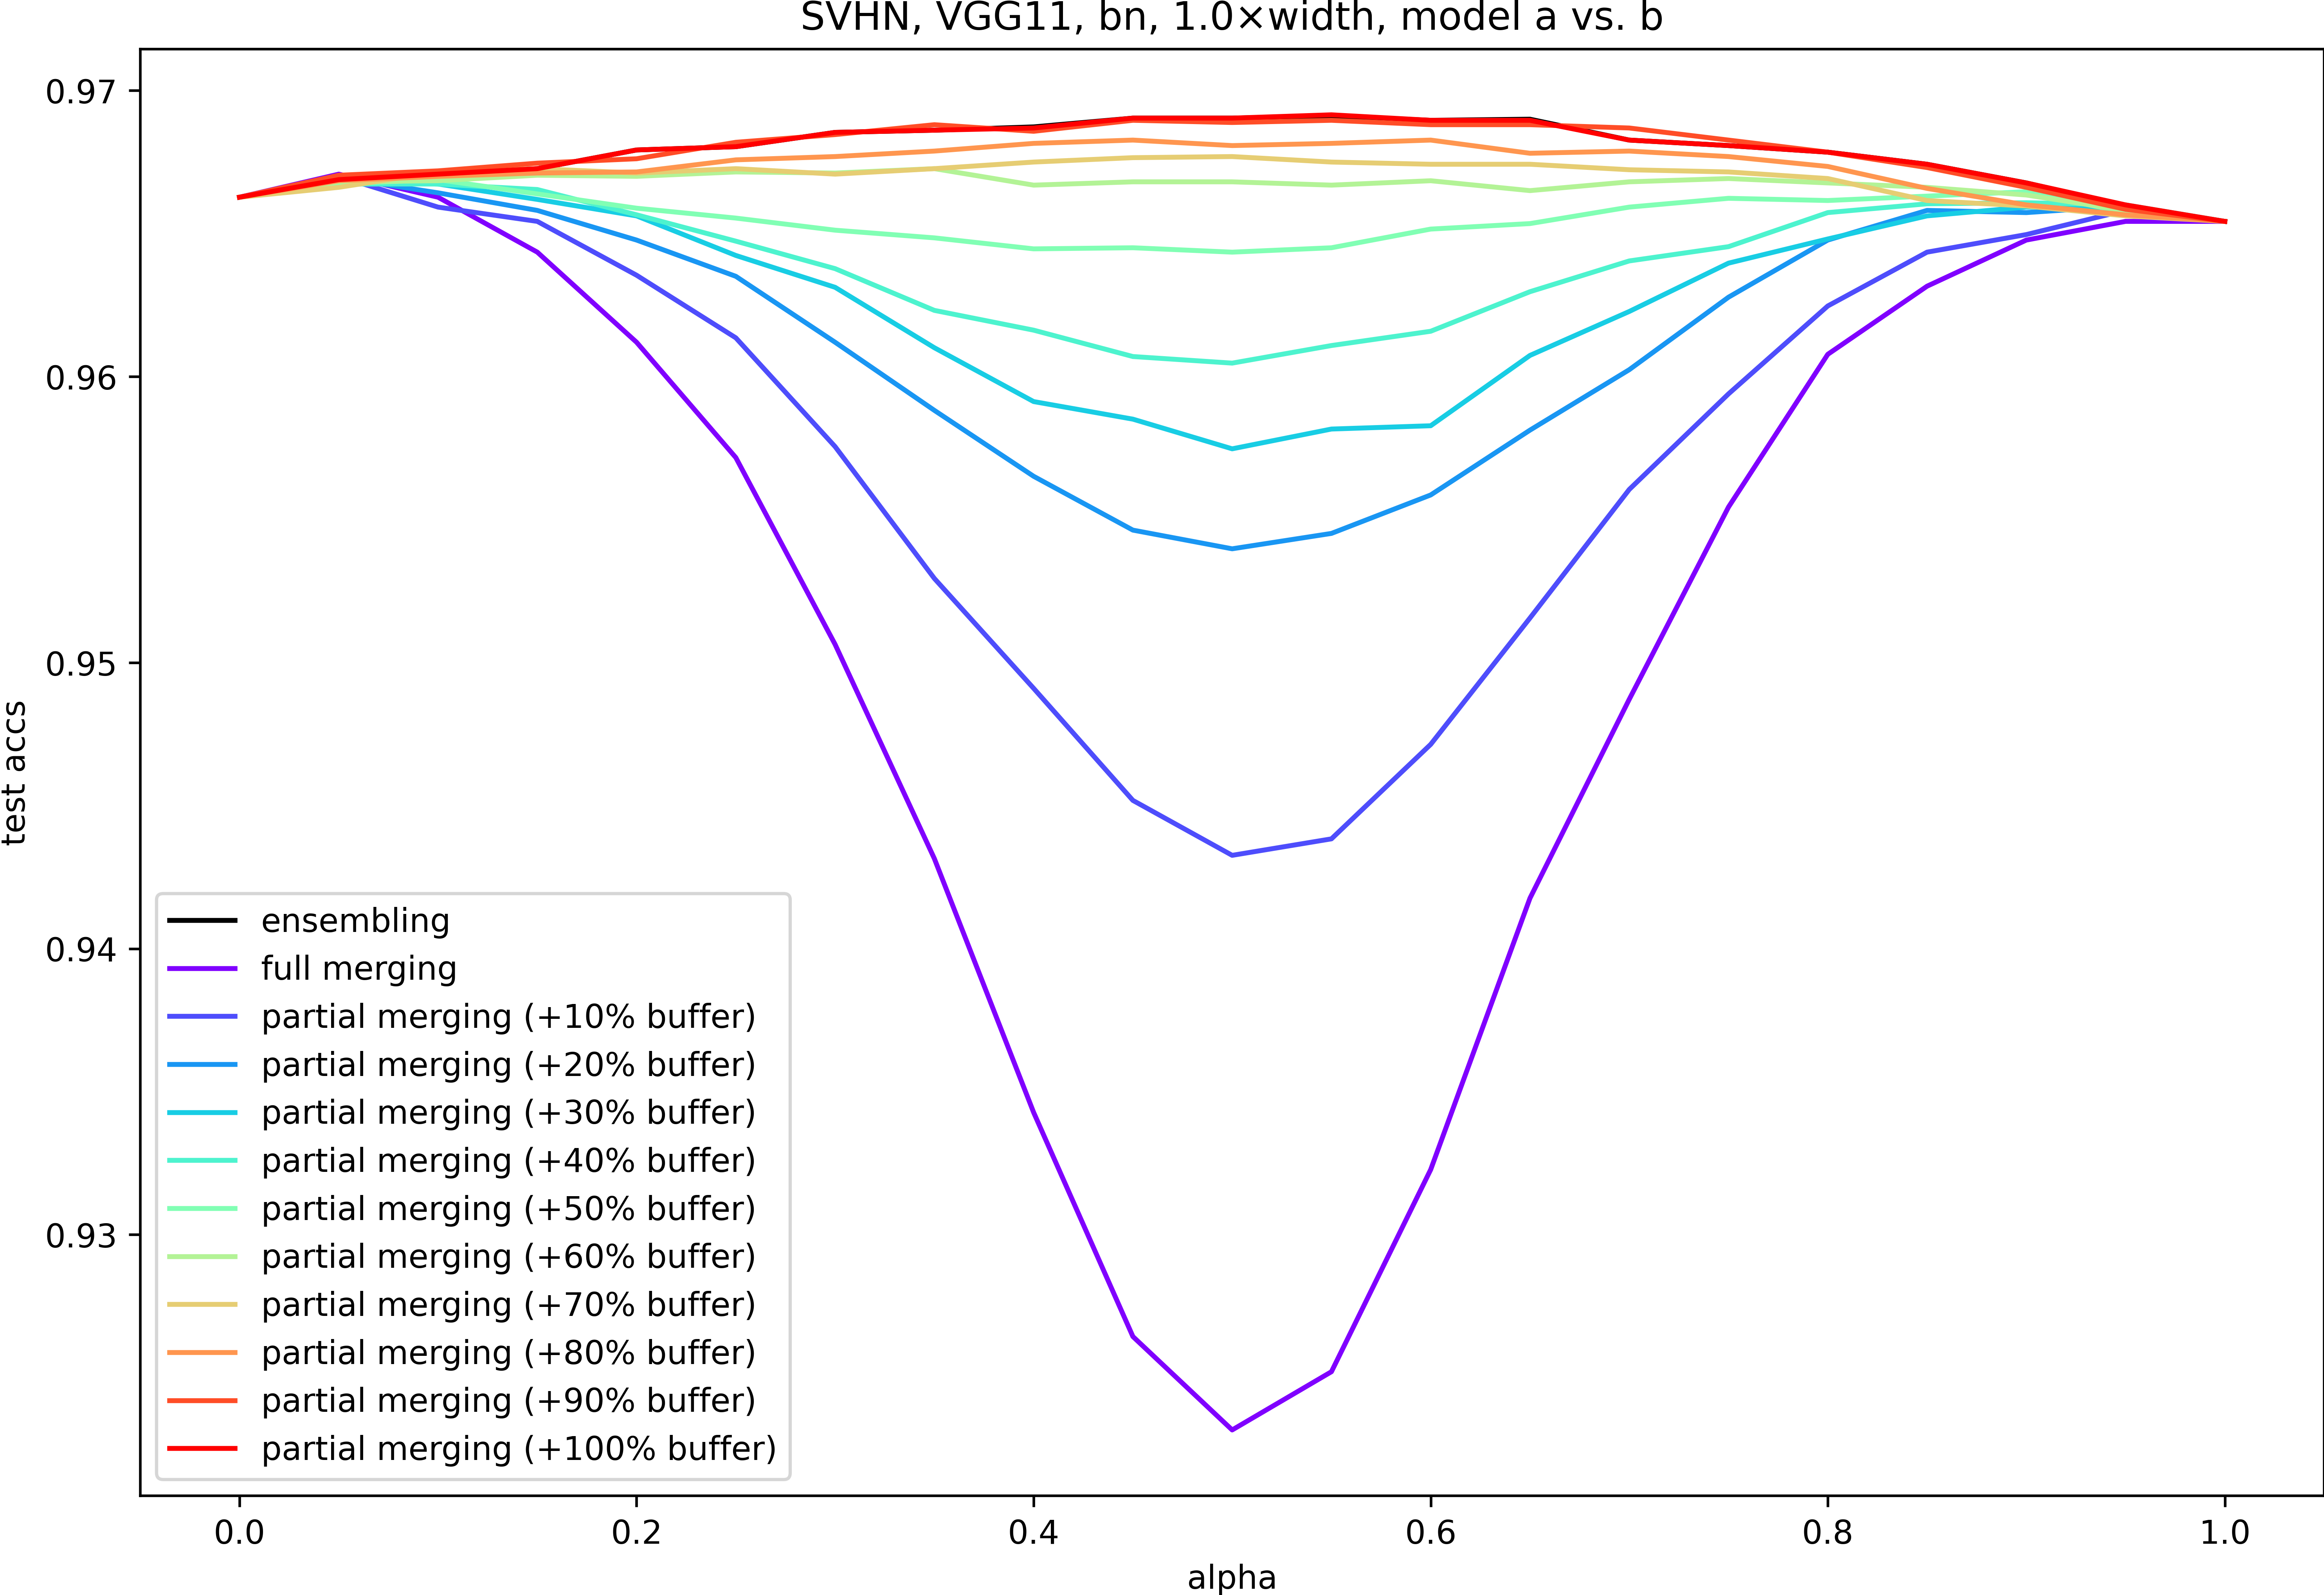 SVHN, VGG11, bn, 1.0×width, model a vs. b
0.97
0.96
0.95
0.94
0.93
test accs
ensembling
full merging
partial merging (+10% buffer)
partial merging (+20% buffer)
partial merging (+30% buffer)
partial merging (+40% buffer)
partial merging (+50% buffer)
partial merging (+60% buffer)
partial merging (+70% buffer)
partial merging (+80% buffer)
partial merging (+90% buffer)
partial merging (+100% buffer)
0.0 0.2 0.4 0.6 0.8 1.0
alpha